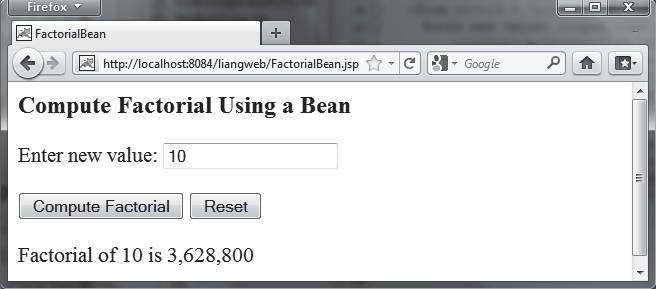 Firefox
FactorialBean
http://localhost:8084/liangweb/FactorialBean.jsp
Google
Compute Factorial Using a Bean
Enter new value: 10
Compute Factorial Reset
Factorial of 10 is 3,628,800